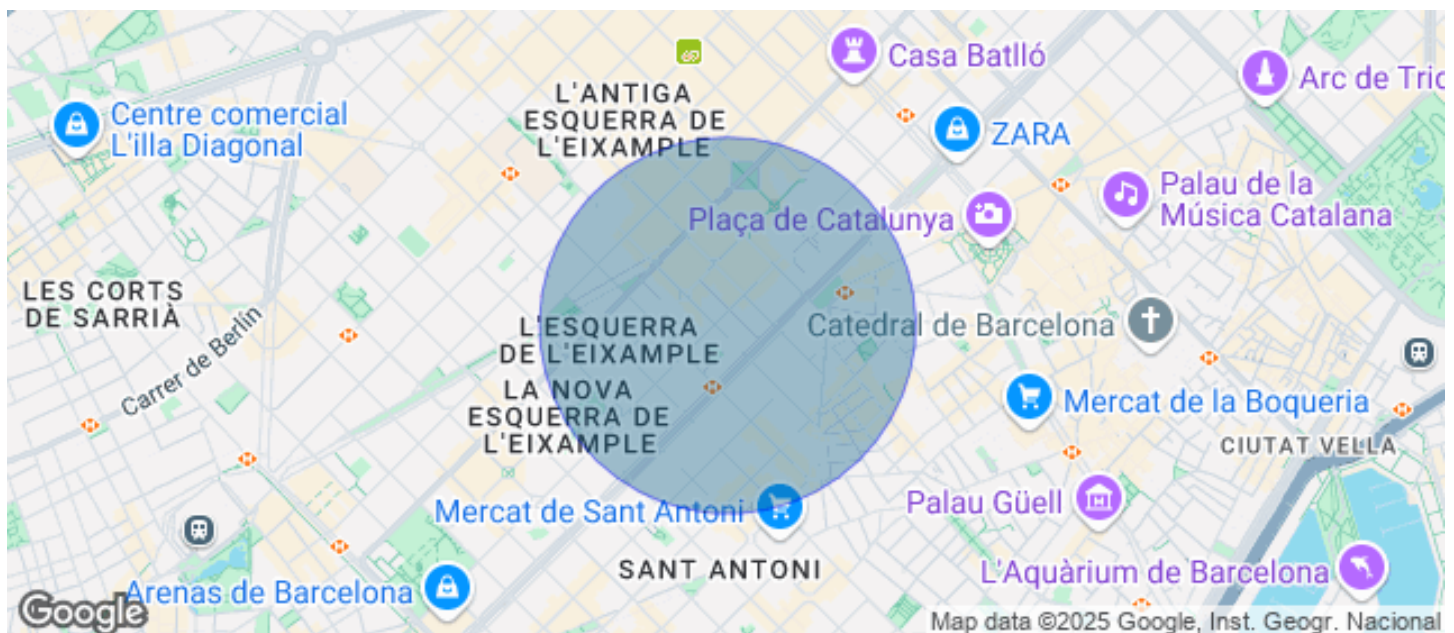 Casa Batlló
Arc de Trio
L'ANTIGA
ESQUERRA DE
L'EIXAMPLE
Centre comercial
L'illa Diagonal
ZARA
Palau de la
Música Catalana
Plaça de Catalunya
LES CORTS
DE SARRIÀ
Carrer de Berlín
L'ESQUERRA
DE L'EIXAMPLE
Catedral de Barcelona
LA NOVA
ESQUERRA DE
L'EIXAMPLE
Mercat de la Boqueria
CIUTAT VELLA
Mercat de Sant Antoni
Palau Güell
SANT ANTONI
L'Aquàrium de Barcelona
Arenas de Barcelona
Google
Map data ©2025 Google, Inst. Geogr. Nacional